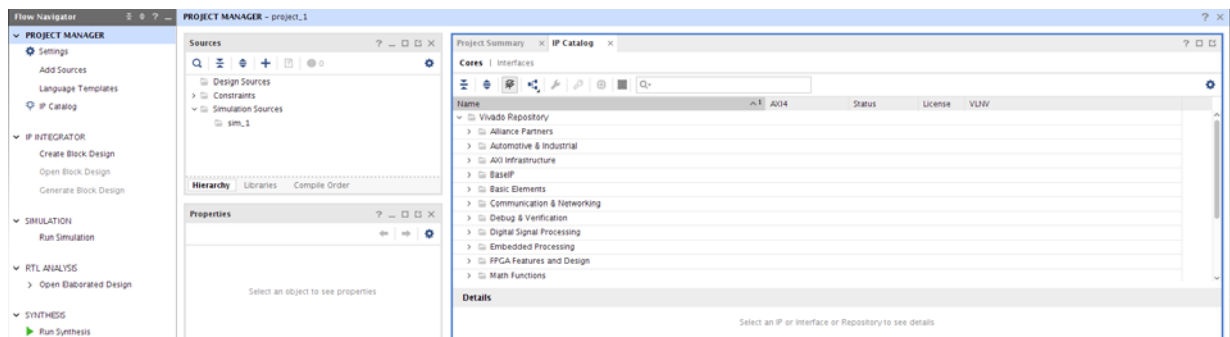 Flow Navigator
PROJECT MANAGER
Settings
Add Sources
Language Templates
IP Catalog
IP INTEGRATOR
Create Block Design
Open Block Design
Generate Block Design
SIMULATION
Run Simulation
RTL ANALYSIS
Open Elaborated Design
SYNTHESIS
Run Synthesis
PROJECT MANAGER - project_1
Sources
0
Design Sources
Constraints
Simulation Sources
sim_1
Hierarchy Libraries Compile Order
Properties
Select an object to see properties
Project Summary IP Catalog
Cores | Interfaces
Name 1 AXI4 Status License VLNV
Vivado Repository
Alliance Partners
Automotive & Industrial
AXI Infrastructure
BaseIP
Basic Elements
Communication & Networking
Debug & Verification
Digital Signal Processing
Embedded Processing
FPGA Features and Design
Math Functions
Details
Select an IP or Interface or Repository to see details